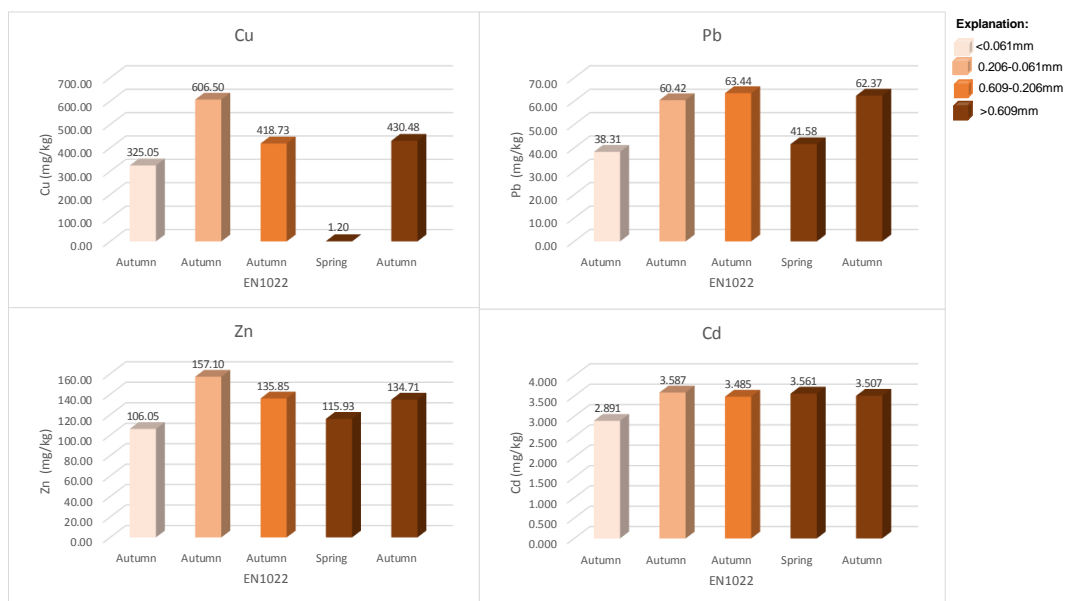 Cu
Cu (mg/kg)
700.00
600.00
500.00
400.00
300.00
200.00
100.00
0.00
325.05
606.50
418.73
1.20
430.48
Autumn Autumn Autumn Spring Autumn
EN1022
Pb
Pb (mg/kg)
70.00
60.00
50.00
40.00
30.00
20.00
10.00
0.00
38.31
60.42
63.44
41.58
62.37
Autumn Autumn Autumn Spring Autumn
EN1022
Explanation:
<0.061mm
0.206-0.061mm
0.609-0.206mm
>0.609mm
Zn
Zn (mg/kg)
160.00
140.00
120.00
100.00
80.00
60.00
40.00
20.00
0.00
106.05
157.10
135.85
115.93
134.71
Autumn Autumn Autumn Spring Autumn
EN1022
Cd
Cd (mg/kg)
4.000
3.500
3.000
2.500
2.000
1.500
1.000
0.500
0.000
2.891
3.587
3.485
3.561
3.507
Autumn Autumn Autumn Spring Autumn
EN1022